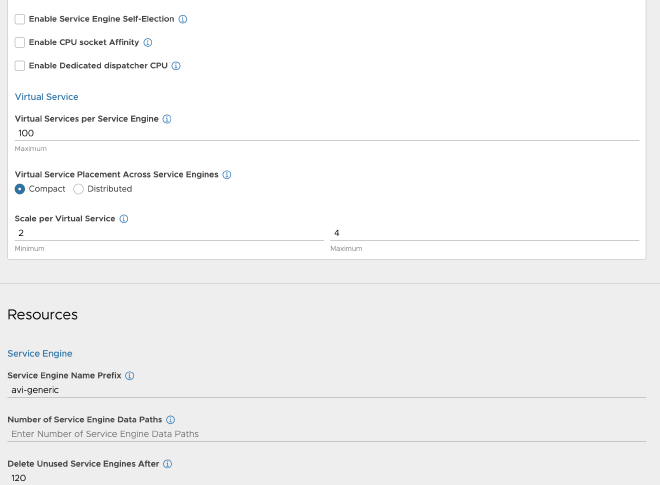 Enable Service Engine Self-Election
Enable CPU socket Affinity
Enable Dedicated dispatcher CPU
Virtual Service
Virtual Services per Service Engine
100
Maximum
Virtual Service Placement Across Service Engines
Compact Distributed
Scale per Virtual Service
2 4
Minimum Maximum
Resources
Service Engine
Service Engine Name Prefix
avi-generic
Number of Service Engine Data Paths
Enter Number of Service Engine Data Paths
Delete Unused Service Engines After
120